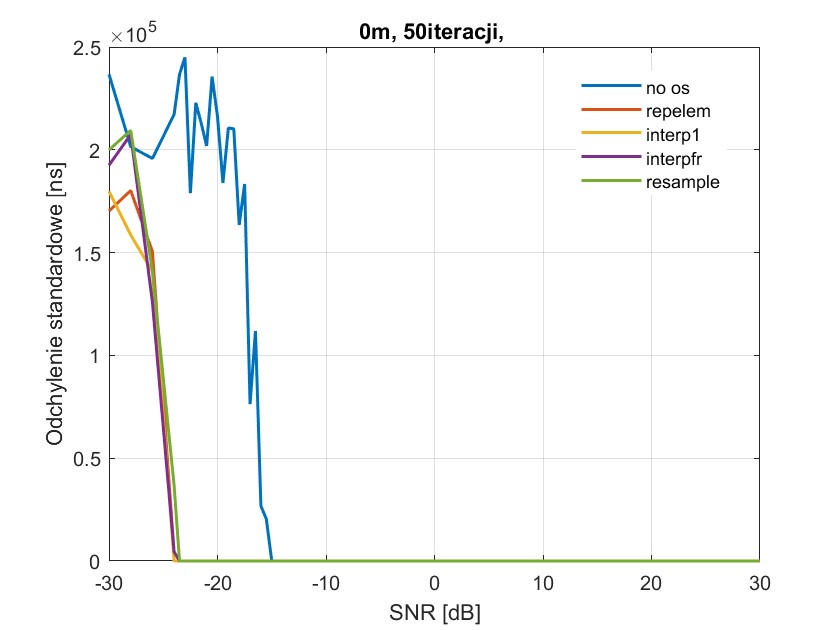 0m, 50iteracji,
×10^5
2.5
2
1.5
1
0.5
0
Odchylenie standardowe [ns]
no os
repelem
interp1
interpfr
resample
-30 -20 -10 0 10 20 30
SNR [dB]